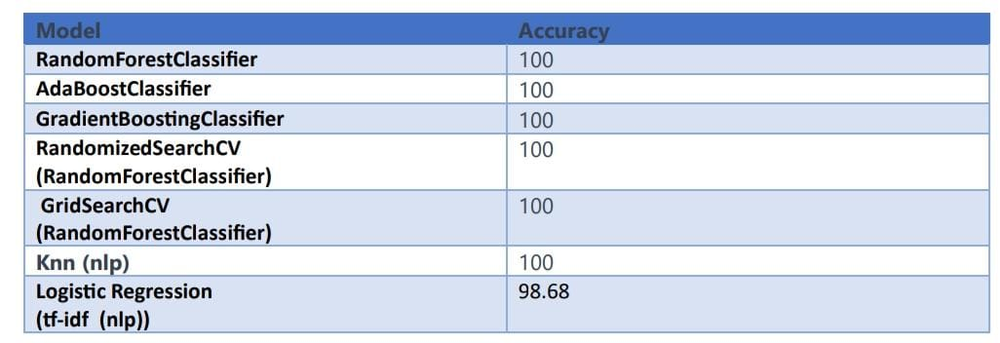 Model Accuracy
RandomForestClassifier 100
AdaBoostClassifier 100
GradientBoostingClassifier 100
RandomizedSearchCV 100
(RandomForestClassifier)
GridSearchCV 100
(RandomForestClassifier)
Knn (nlp) 100
Logistic Regression 98.68
(tf-idf (nlp))